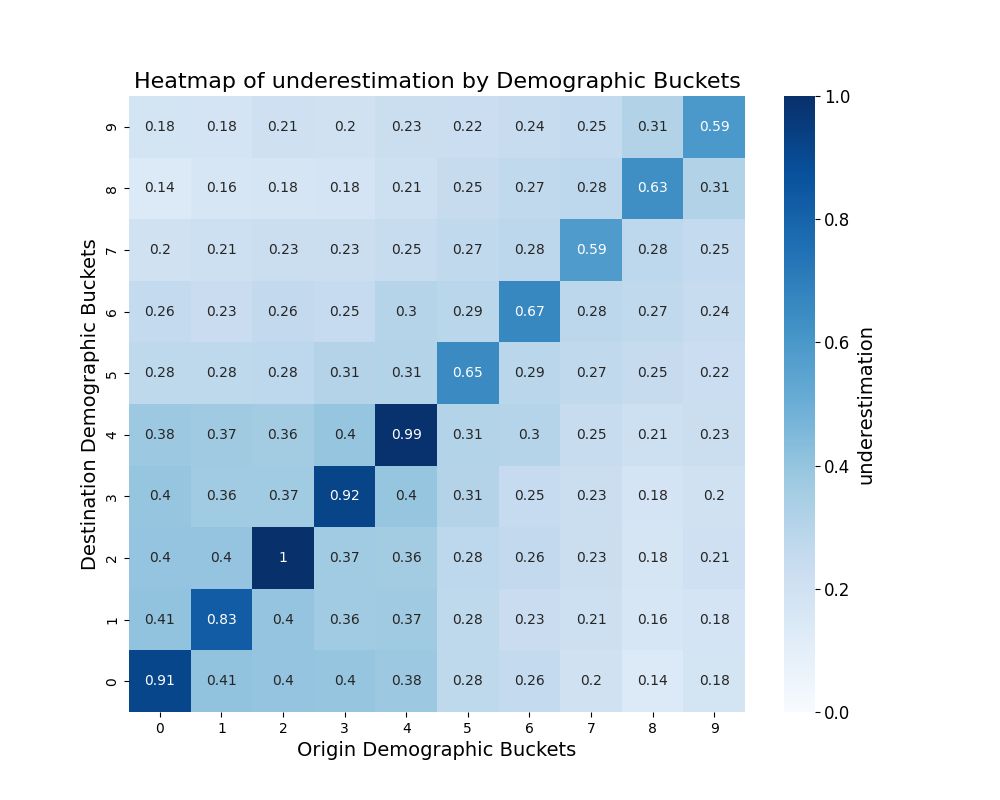 Heatmap of underestimation by Demographic Buckets
9 0.18 0.18 0.21 0.2 0.23 0.22 0.24 0.25 0.31 0.59
8 0.14 0.16 0.18 0.18 0.21 0.25 0.27 0.28 0.63 0.31
7 0.2 0.21 0.23 0.23 0.25 0.27 0.28 0.59 0.28 0.25
6 0.26 0.23 0.26 0.25 0.3 0.29 0.67 0.28 0.27 0.24
5 0.28 0.28 0.28 0.31 0.31 0.65 0.29 0.27 0.25 0.22
4 0.38 0.37 0.36 0.4 0.99 0.31 0.3 0.25 0.21 0.23
3 0.4 0.36 0.37 0.92 0.4 0.31 0.25 0.23 0.18 0.2
2 0.4 0.4 1 0.37 0.36 0.28 0.26 0.23 0.18 0.21
1 0.41 0.83 0.4 0.36 0.37 0.28 0.23 0.21 0.16 0.18
0 0.91 0.41 0.4 0.4 0.38 0.28 0.26 0.2 0.14 0.18
0 1 2 3 4 5 6 7 8 9
Origin Demographic Buckets
Destination Demographic Buckets
1.0
0.8
0.6
0.4
0.2
0.0
underestimation